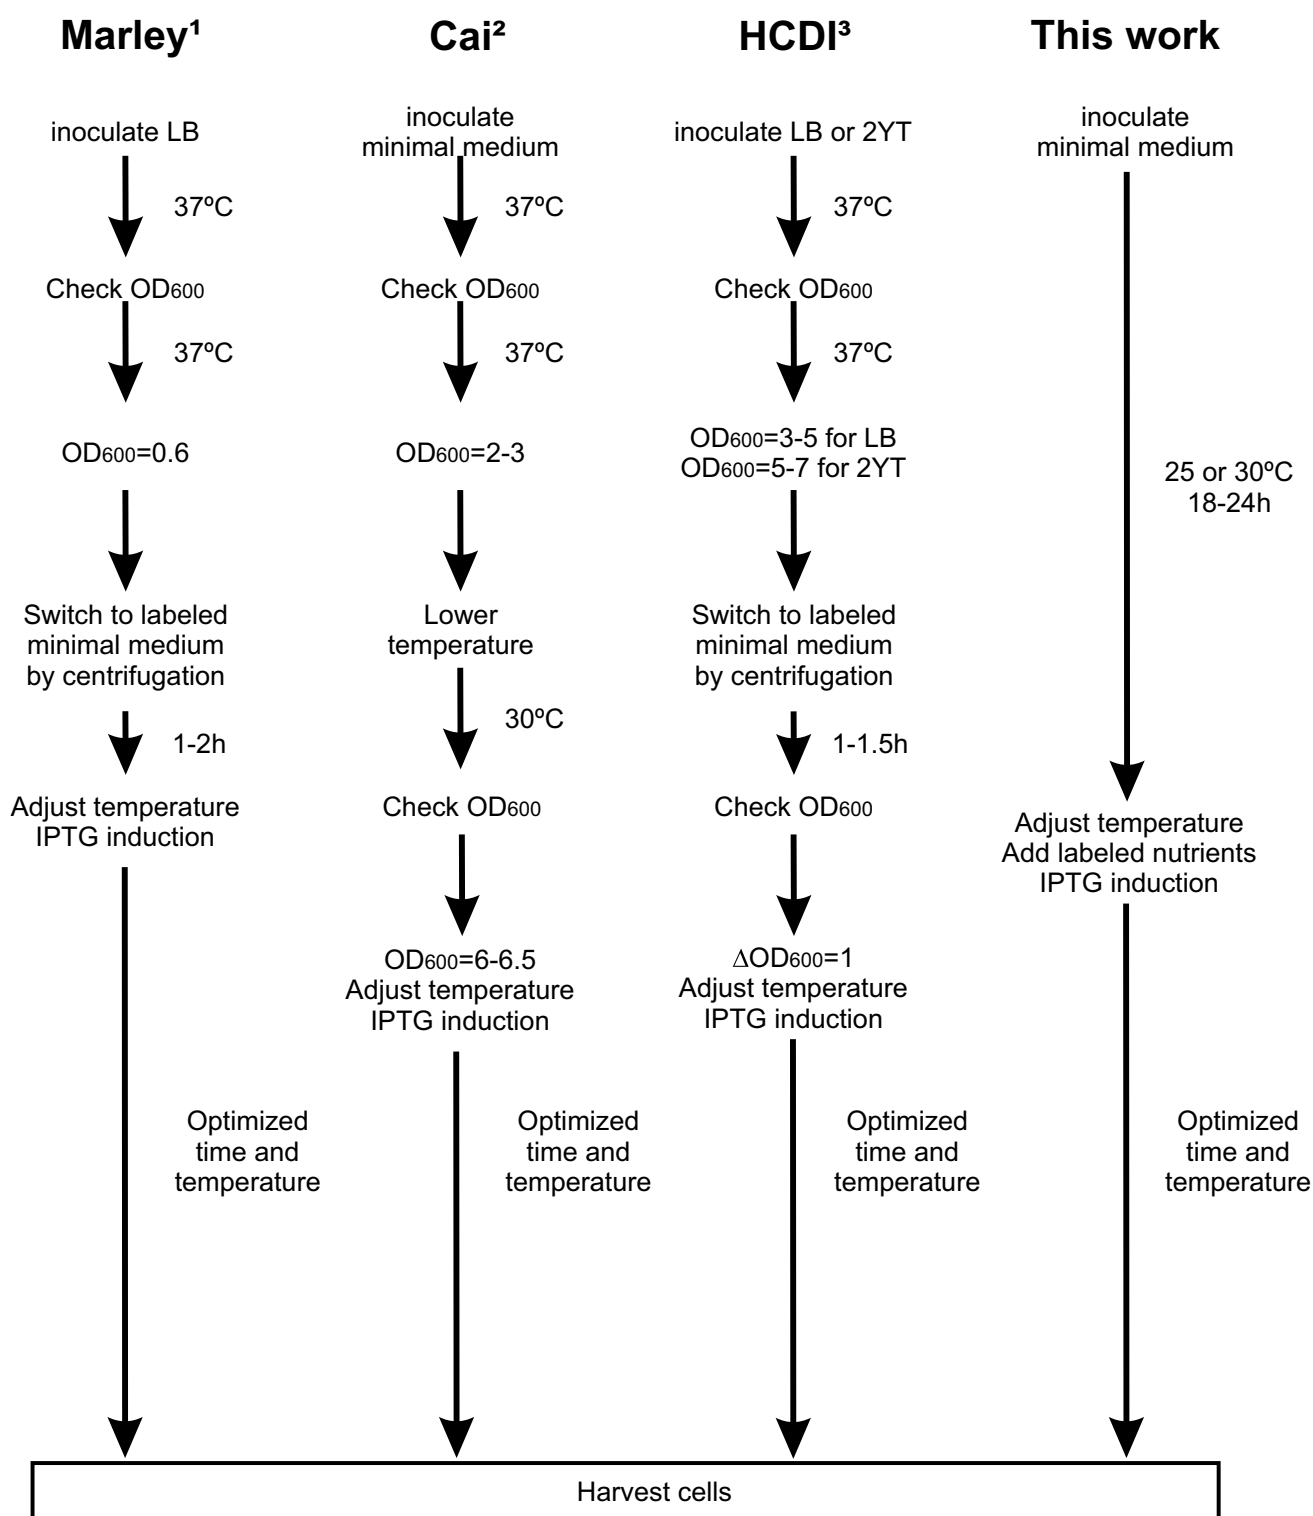 Marley¹
Cai²
HCDI³
This work
inoculate LB
37ºC
Check OD600
37ºC
OD600=0.6
Switch to labeled
minimal medium
by centrifugation
1-2h
Adjust temperature
IPTG induction
Optimized
time and
temperature
inoculate
minimal medium
37ºC
Check OD600
37ºC
OD600=2-3
Lower
temperature
30ºC
Check OD600
OD600=6-6.5
Adjust temperature
IPTG induction
Optimized
time and
temperature
inoculate LB or 2YT
37ºC
Check OD600
37ºC
OD600=3-5 for LB
OD600=5-7 for 2YT
Switch to labeled
minimal medium
by centrifugation
1-1.5h
Check OD600
∆OD600=1
Adjust temperature
IPTG induction
Optimized
time and
temperature
inoculate
minimal medium
25 or 30ºC
18-24h
Adjust temperature
Add labeled nutrients
IPTG induction
Optimized
time and
temperature
Harvest cells